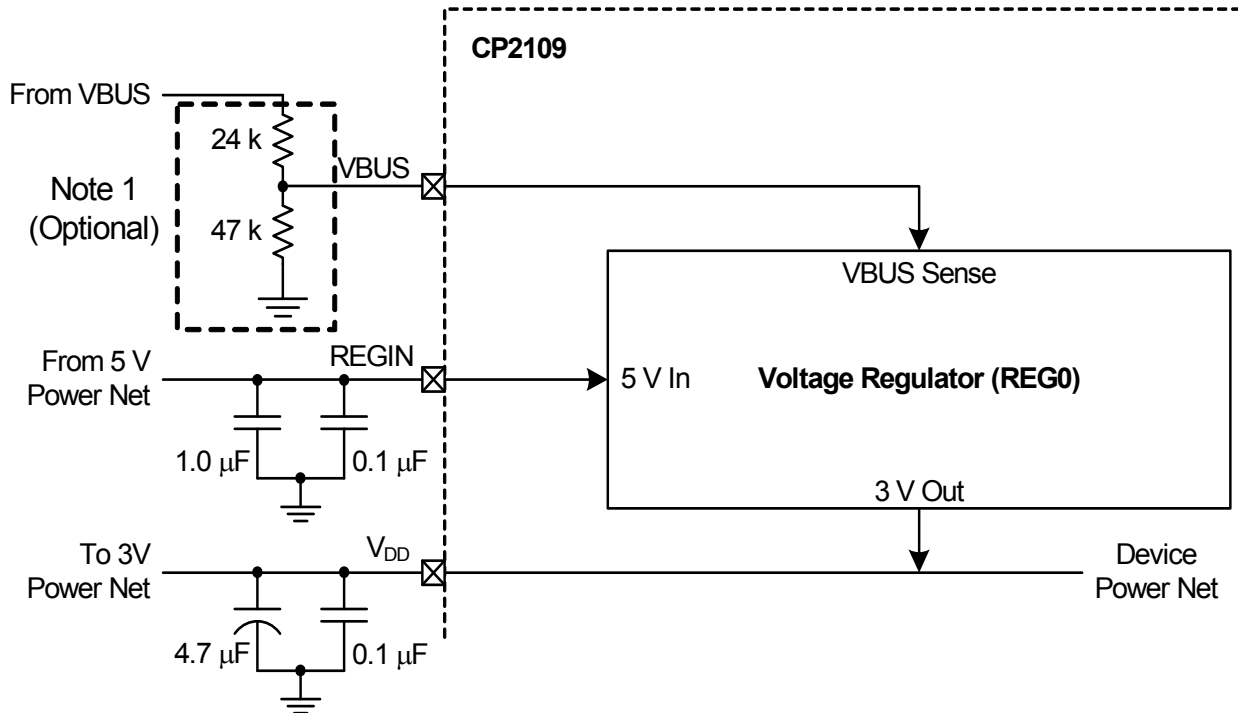 CP2109
From VBUS
24 k
VBUS
Note 1
(Optional)
47 k
VBUS Sense
From 5 V
Power Net
REGIN
5 V In
Voltage Regulator (REG0)
1.0 μF
0.1 μF
3 V Out
To 3V
Power Net
VDD
Device
Power Net
4.7 μF
0.1 μF